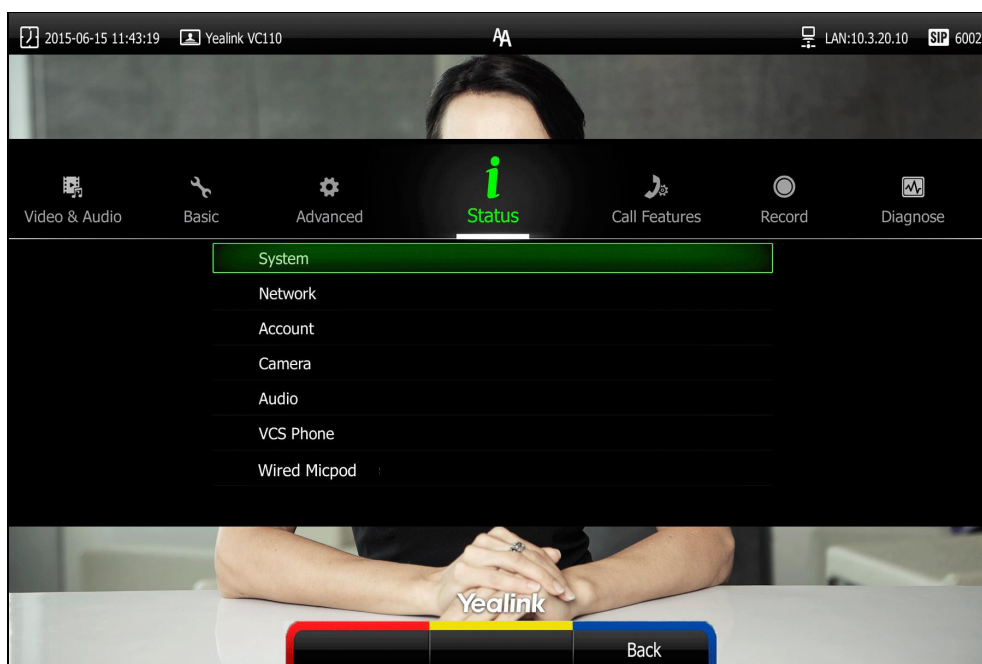 2015-06-15 11:43:19 Yealink VC110 AA LAN:10.3.20.10 SIP 6002
Video & Audio Basic Advanced Status Call Features Record Diagnose
System
Network
Account
Camera
Audio
VCS Phone
Wired Micpod
Yealink
Back